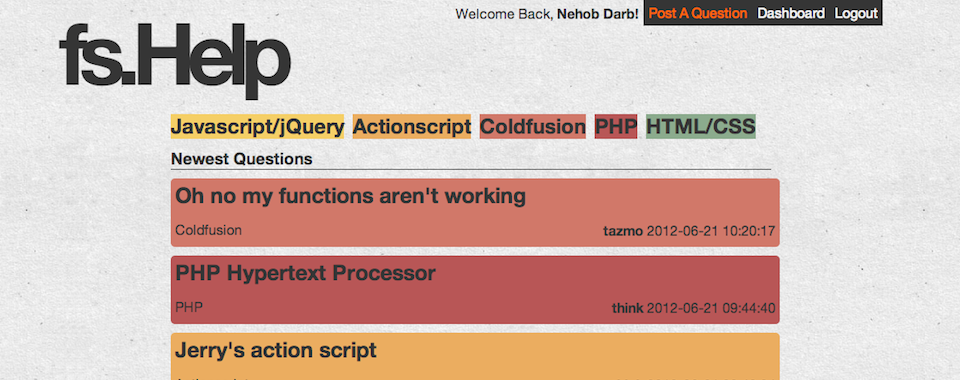 Welcome Back, Nehob Darb! Post A Question Dashboard Logout
fs.Help
Javascript/jQuery Actionscript Coldfusion PHP HTML/CSS
Newest Questions
Oh no my functions aren't working
Coldfusion tazmo 2012-06-21 10:20:17
PHP Hypertext Processor
PHP think 2012-06-21 09:44:40
Jerry's action script